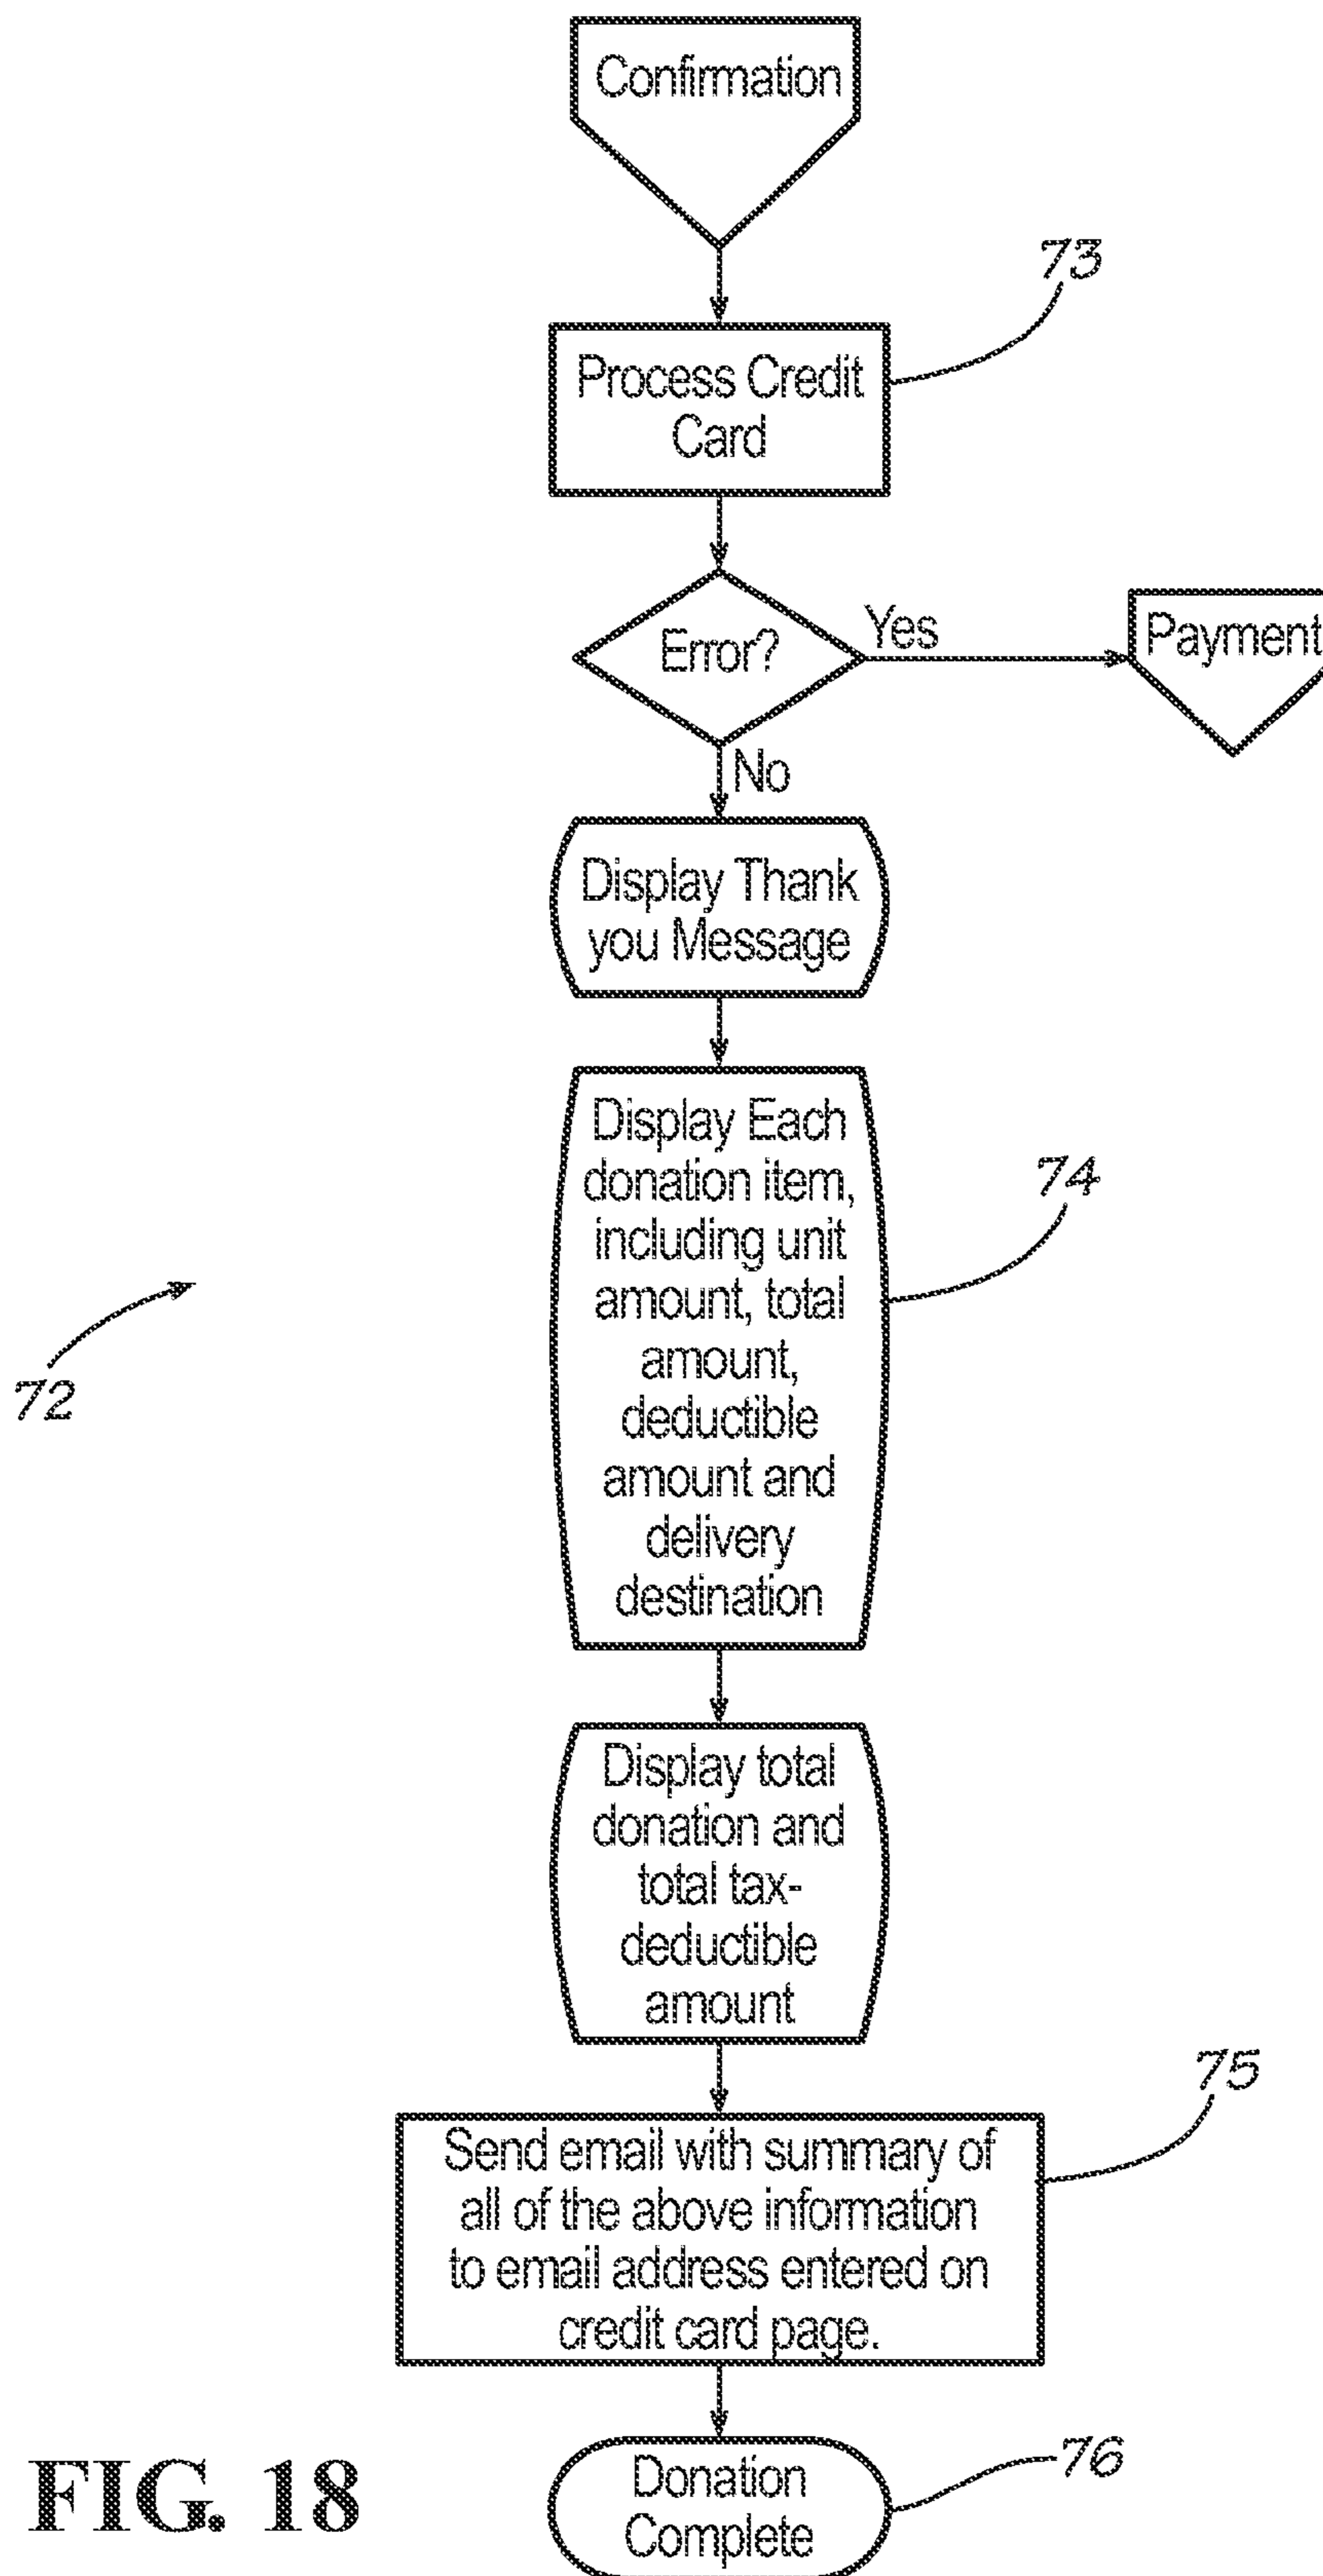 Confirmation
73
Process Credit
Card
Error?
Yes
Payment
No
Display Thank
you Message
Display Each
donation item,
including unit
amount, total
amount,
deductible
amount and
delivery
destination
74
72
Display total
donation and
total tax-
deductible
amount
75
Send email with summary of
all of the above information
to email address entered on
credit card page.
Donation
Complete
76
FIG. 18